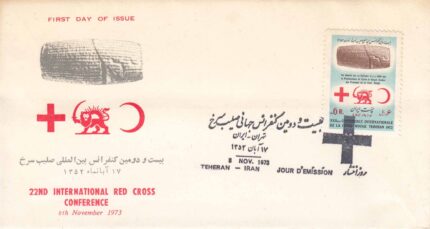 FIRST DAY OF ISSUE
بیست و دومین کنفرانس بین‌المللی صلیب سرخ
۱۷ آبانماه ۱۳۵۲
22ND INTERNATIONAL RED CROSS
CONFERENCE
8th November 1973
بیست و دومین کنفرانس جهانی صلیب سرخ
تهران - ایران
۱۷ آبان ۱۳۵۲
8 NOV. 1973
TEHERAN - IRAN
JOUR D'EMISSION
روز انتشار
6R